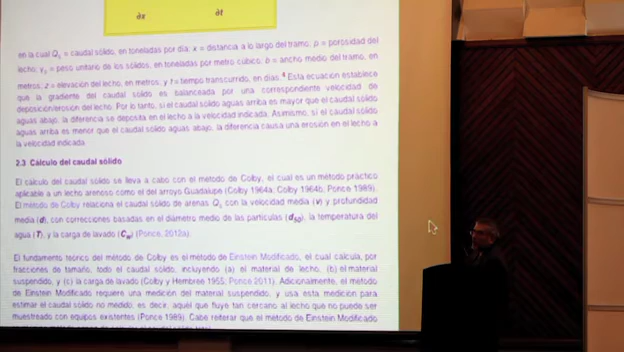 ∂x ∂t
en la cual Qs = caudal sólido, en toneladas por día; x = distancia a lo largo del tramo; p = porosidad del
lecho; γs = peso unitario de los sólidos, en toneladas por metro cúbico; b = ancho medio del tramo, en
metros; z = elevación del lecho, en metros; y t = tiempo transcurrido, en días.4 Esta ecuación establece
que la gradiente del caudal sólido es balanceada por una correspondiente velocidad de
deposición/erosión del lecho. Por lo tanto, si el caudal sólido aguas arriba es mayor que el caudal sólido
aguas abajo, la diferencia se deposita en el lecho a la velocidad indicada. Asimismo, si el caudal sólido
aguas arriba es menor que el caudal sólido aguas abajo, la diferencia causa una erosión en el lecho a
la velocidad indicada.
2.3 Cálculo del caudal sólido
El cálculo del caudal sólido se lleva a cabo con el método de Colby, el cual es un método práctico
aplicable a un lecho arenoso como el del arroyo Guadalupe (Colby 1964a; Colby 1964b; Ponce 1989).
El método de Colby relaciona el caudal sólido de arenas Qs con la velocidad media (v) y profundidad
media (d), con correcciones basadas en el diámetro medio de las partículas (d50), la temperatura del
agua (T), y la carga de lavado (Cw) (Ponce, 2012a).
El fundamento teórico del método de Colby es el método de Einstein Modificado, el cual calcula, por
fracciones de tamaño, todo el caudal sólido, incluyendo (a) el material de lecho, (b) el material
suspendido, y (c) la carga de lavado (Colby y Hembree 1955; Ponce 2011). Adicionalmente, el método
de Einstein Modificado requiere una medición del material suspendido, y usa esta medición para
estimar el caudal sólido no medido; es decir, aquél que fluye tan cercano al lecho que no puede ser
muestreado con equipos existentes (Ponce 1989). Cabe reiterar que el método de Einstein Modificado